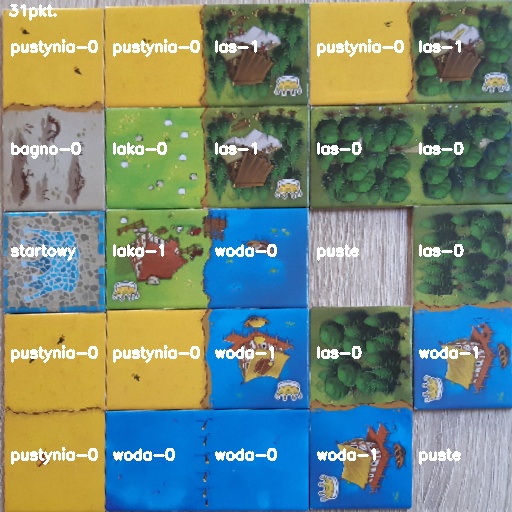 31pkt.
pustynia-0 pustynia-0 las-1 pustynia-0 las-1
bagno-0 laka-0 las-1 las-0 las-0
startowy laka-1 woda-0 puste las-0
pustynia-0 pustynia-0 woda-1 las-0 woda-1
pustynia-0 woda-0 woda-0 woda-1 puste